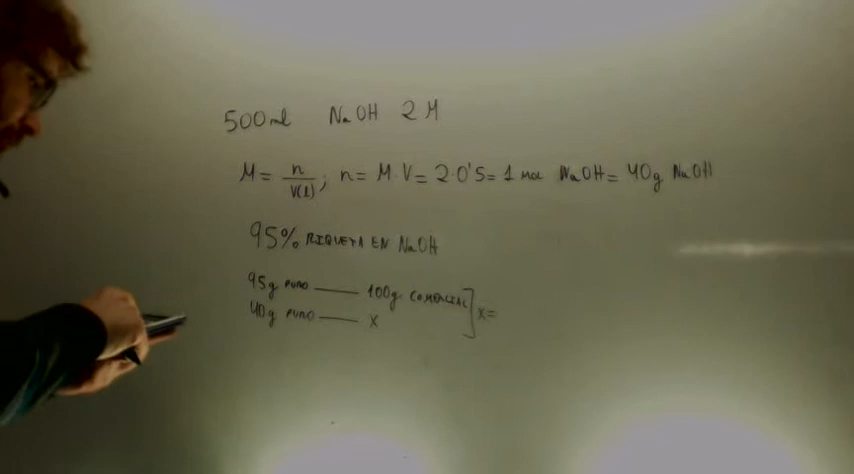 500 ml NaOH 2 M
M = n/V(l); n = M·V = 2·0'5 = 1 mol NaOH = 40g NaOH
95% RIQUEZA EN NaOH
95g PURO —— 100g COMERCIAL
40g PURO —— x ] x =